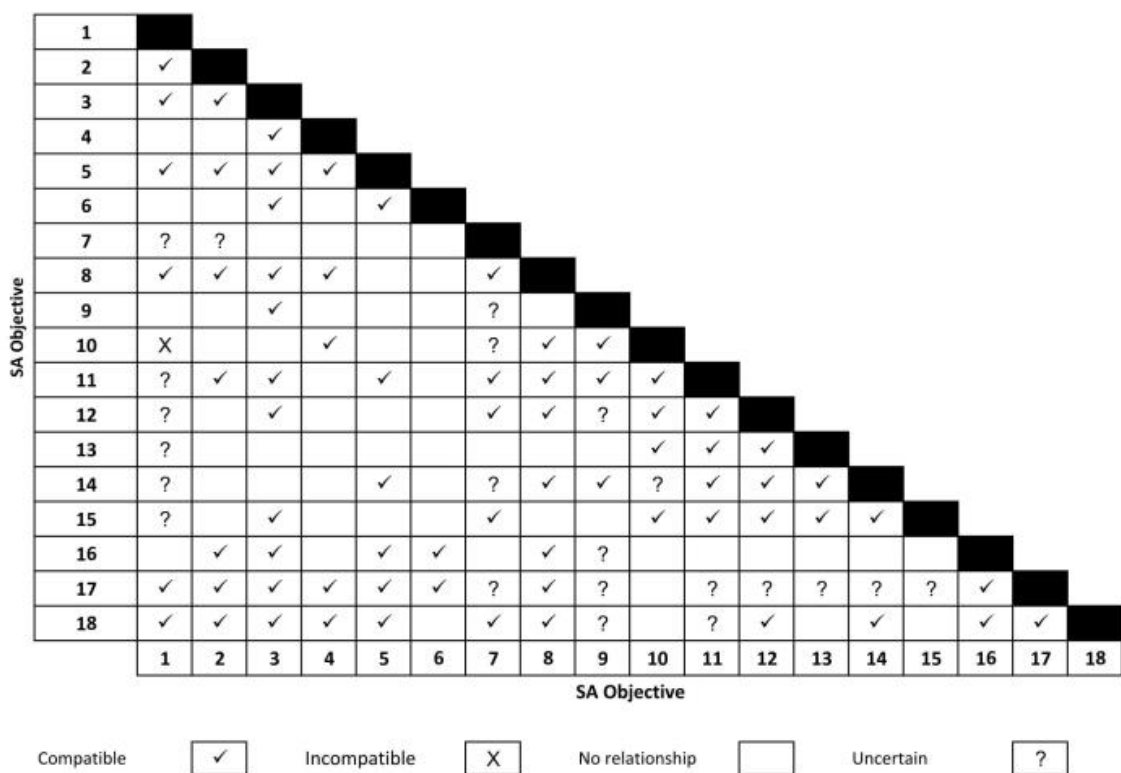 1
2 ✓
3 ✓ ✓
4 ✓
5 ✓ ✓ ✓ ✓
6 ✓ ✓
7 ? ?
8 ✓ ✓ ✓ ✓ ✓
9 ✓ ?
10 X ✓ ? ✓ ✓
11 ? ✓ ✓ ✓ ✓ ✓ ✓ ✓
12 ? ✓ ✓ ✓ ? ✓ ✓
13 ? ✓ ✓ ✓
14 ? ✓ ? ✓ ✓ ? ✓ ✓ ✓
15 ? ✓ ✓ ✓ ✓ ✓ ✓ ✓
16 ✓ ✓ ✓ ✓ ✓ ?
17 ✓ ✓ ✓ ✓ ✓ ✓ ? ✓ ? ? ? ? ? ? ✓
18 ✓ ✓ ✓ ✓ ✓ ✓ ✓ ? ? ✓ ✓ ✓ ✓
SA Objective
1 2 3 4 5 6 7 8 9 10 11 12 13 14 15 16 17 18
SA Objective
Compatible ✓ Incompatible X No relationship Uncertain ?